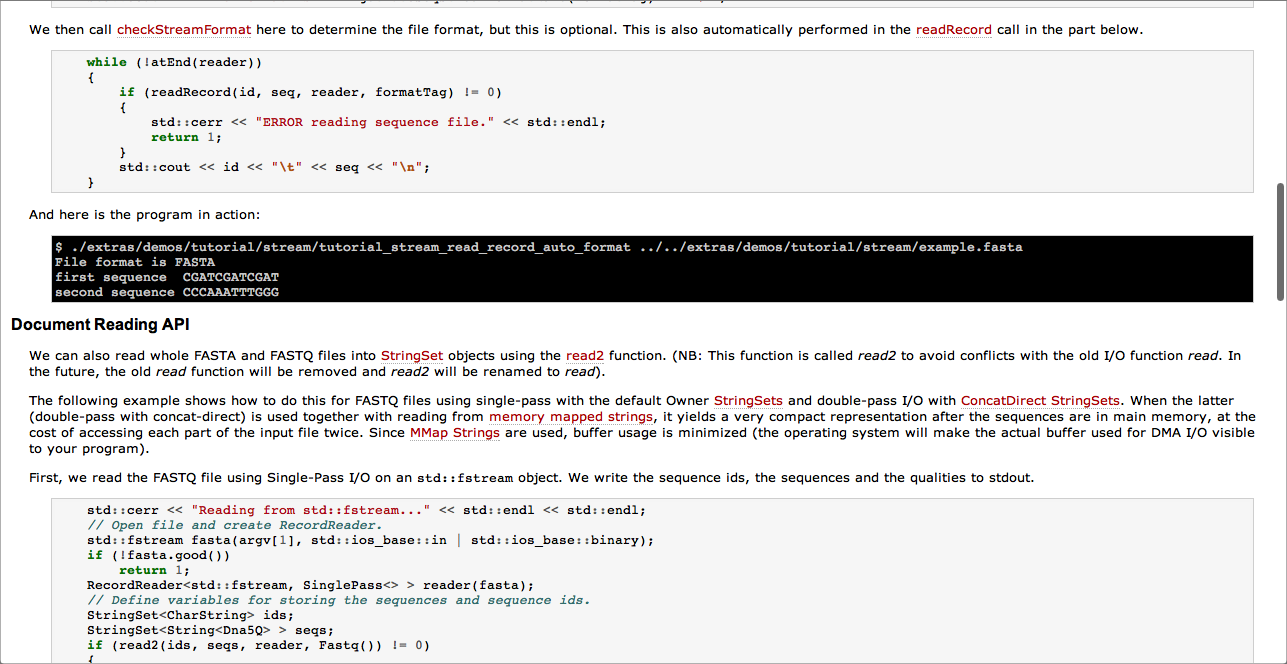 We then call checkStreamFormat here to determine the file format, but this is optional. This is also automatically performed in the readRecord call in the part below.
while (!atEnd(reader))
{
if (readRecord(id, seq, reader, formatTag) != 0)
{
std::cerr << "ERROR reading sequence file." << std::endl;
return 1;
}
std::cout << id << "\t" << seq << "\n";
}
And here is the program in action:
$ ./extras/demos/tutorial/stream/tutorial_stream_read_record_auto_format ../../extras/demos/tutorial/stream/example.fasta
File format is FASTA
first sequence  CGATCGATCGAT
second sequence CCCAAATTTGGG
Document Reading API
We can also read whole FASTA and FASTQ files into StringSet objects using the read2 function. (NB: This function is called read2 to avoid conflicts with the old I/O function read. In
the future, the old read function will be removed and read2 will be renamed to read).
The following example shows how to do this for FASTQ files using single-pass with the default Owner StringSets and double-pass I/O with ConcatDirect StringSets. When the latter
(double-pass with concat-direct) is used together with reading from memory mapped strings, it yields a very compact representation after the sequences are in main memory, at the
cost of accessing each part of the input file twice. Since MMap Strings are used, buffer usage is minimized (the operating system will make the actual buffer used for DMA I/O visible
to your program).
First, we read the FASTQ file using Single-Pass I/O on an std::fstream object. We write the sequence ids, the sequences and the qualities to stdout.
std::cerr << "Reading from std::fstream..." << std::endl << std::endl;
// Open file and create RecordReader.
std::fstream fasta(argv[1], std::ios_base::in | std::ios_base::binary);
if (!fasta.good())
return 1;
RecordReader<std::fstream, SinglePass<> > reader(fasta);
// Define variables for storing the sequences and sequence ids.
StringSet<CharString> ids;
StringSet<String<Dna5Q> > seqs;
if (read2(ids, seqs, reader, Fastq()) != 0)
{